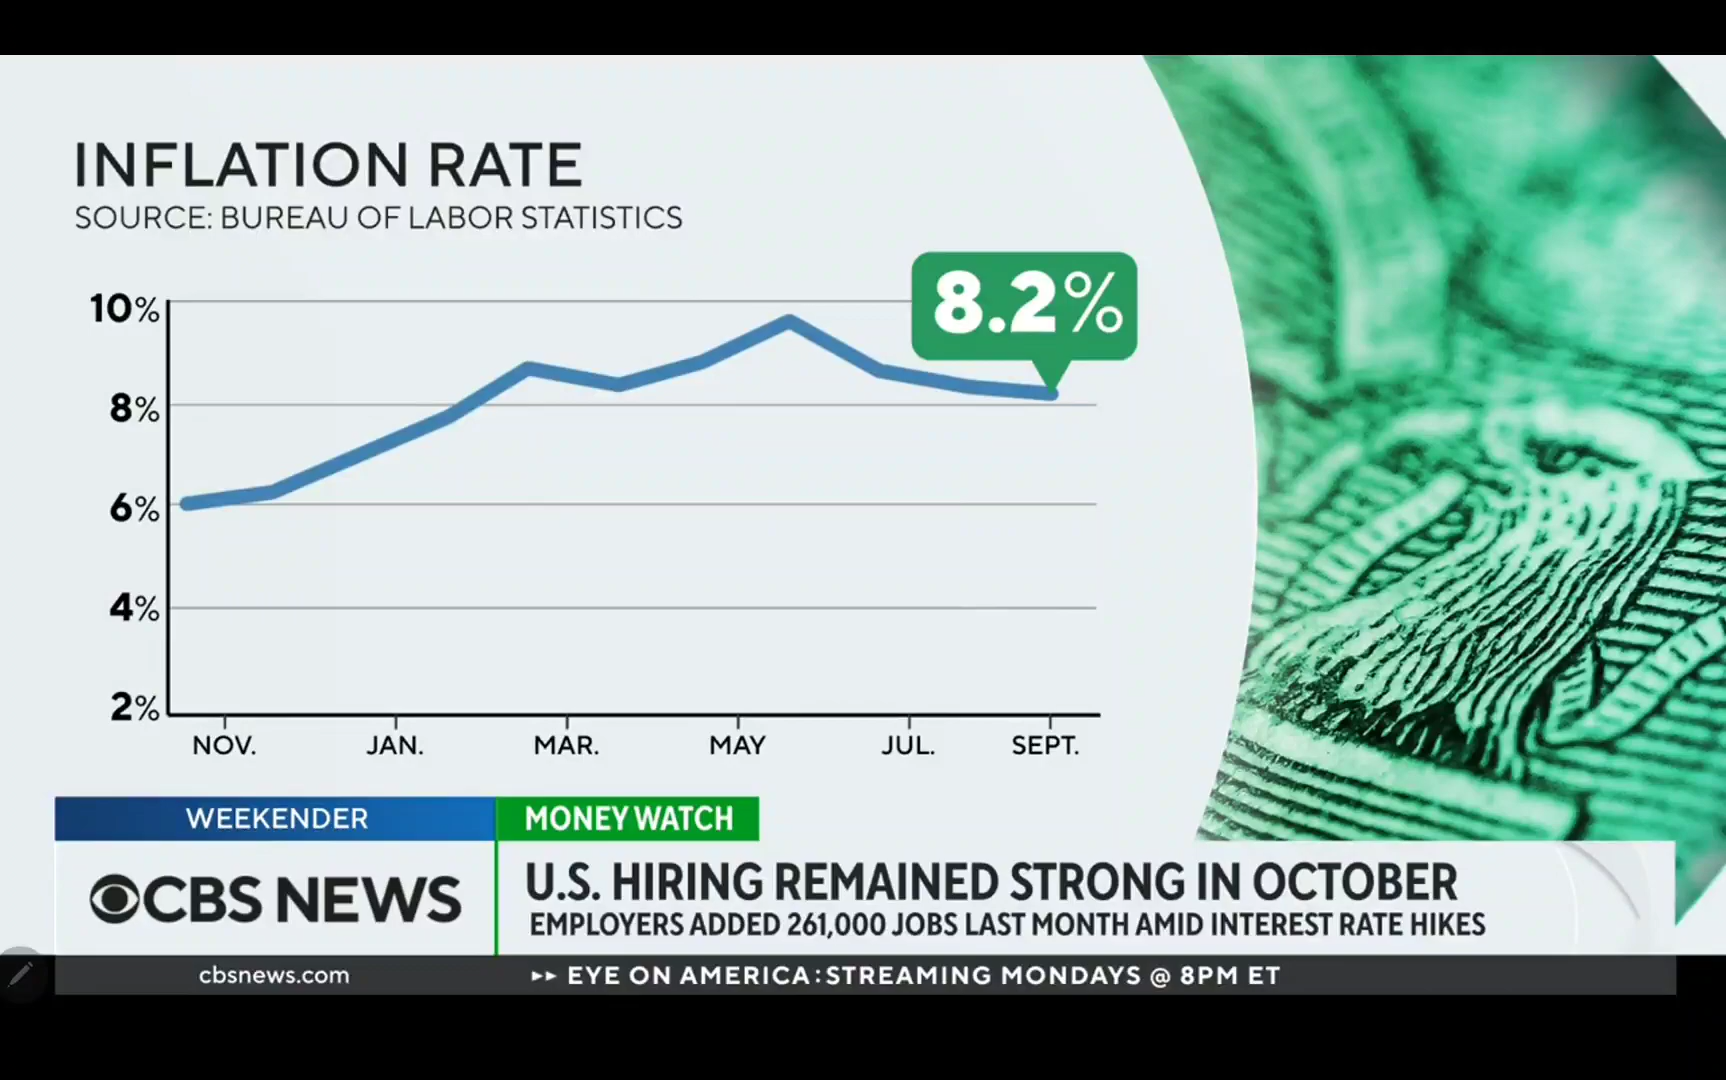 INFLATION RATE
SOURCE: BUREAU OF LABOR STATISTICS
8.2%
10%
8%
6%
4%
2%
NOV. JAN. MAR. MAY JUL. SEPT.
WEEKENDER
MONEY WATCH
CBS NEWS
U.S. HIRING REMAINED STRONG IN OCTOBER
EMPLOYERS ADDED 261,000 JOBS LAST MONTH AMID INTEREST RATE HIKES
cbsnews.com
EYE ON AMERICA: STREAMING MONDAYS @ 8PM ET